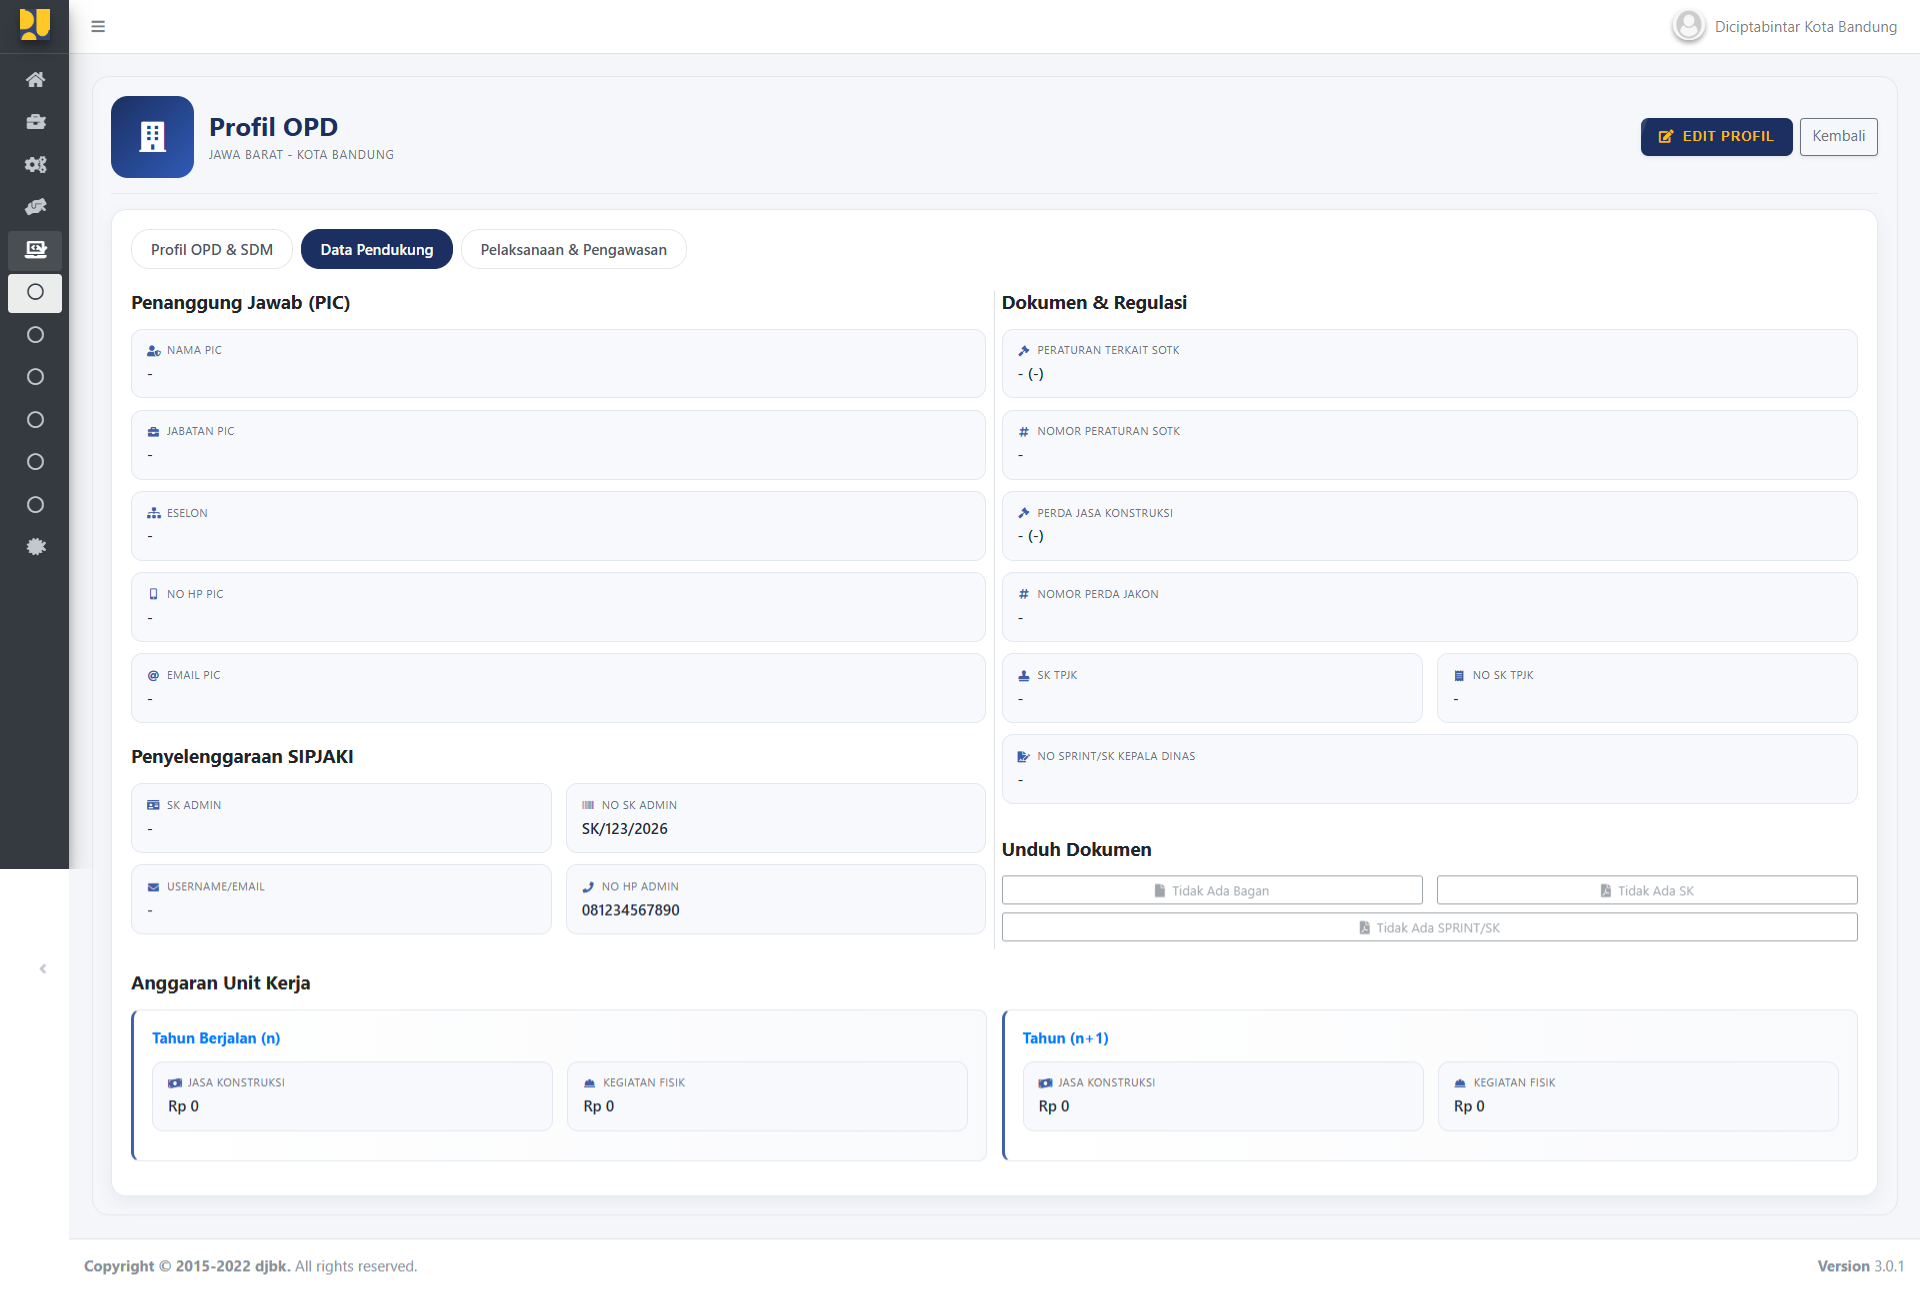 Diciptabintar Kota Bandung
Profil OPD
JAWA BARAT - KOTA BANDUNG
EDIT PROFIL
Kembali
Profil OPD & SDM
Data Pendukung
Pelaksanaan & Pengawasan
Penanggung Jawab (PIC)
NAMA PIC
-
JABATAN PIC
-
ESELON
-
NO HP PIC
-
EMAIL PIC
-
Penyelenggaraan SIPJAKI
SK ADMIN
-
NO SK ADMIN
SK/123/2026
USERNAME/EMAIL
-
NO HP ADMIN
081234567890
Dokumen & Regulasi
PERATURAN TERKAIT SOTK
- (-)
NOMOR PERATURAN SOTK
-
PERDA JASA KONSTRUKSI
- (-)
NOMOR PERDA JAKON
-
SK TPJK
-
NO SK TPJK
-
NO SPRINT/SK KEPALA DINAS
-
Unduh Dokumen
Tidak Ada Bagan
Tidak Ada SK
Tidak Ada SPRINT/SK
Anggaran Unit Kerja
Tahun Berjalan (n)
JASA KONSTRUKSI
Rp 0
KEGIATAN FISIK
Rp 0
Tahun (n+1)
JASA KONSTRUKSI
Rp 0
KEGIATAN FISIK
Rp 0
Copyright © 2015-2022 djbk. All rights reserved.
Version 3.0.1